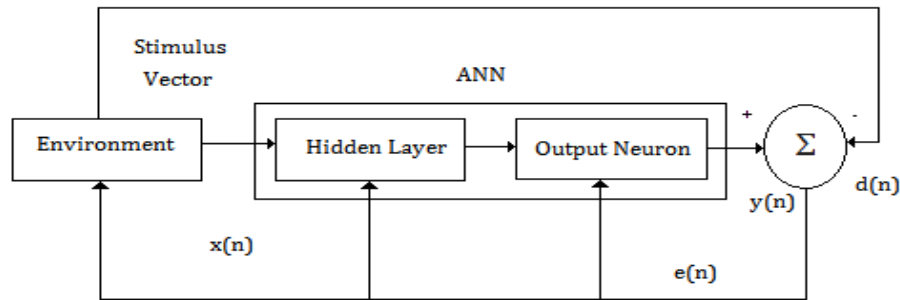 Stimulus
Vector
ANN
Environment
Hidden Layer
Output Neuron
+
Σ
-
d(n)
y(n)
x(n)
e(n)